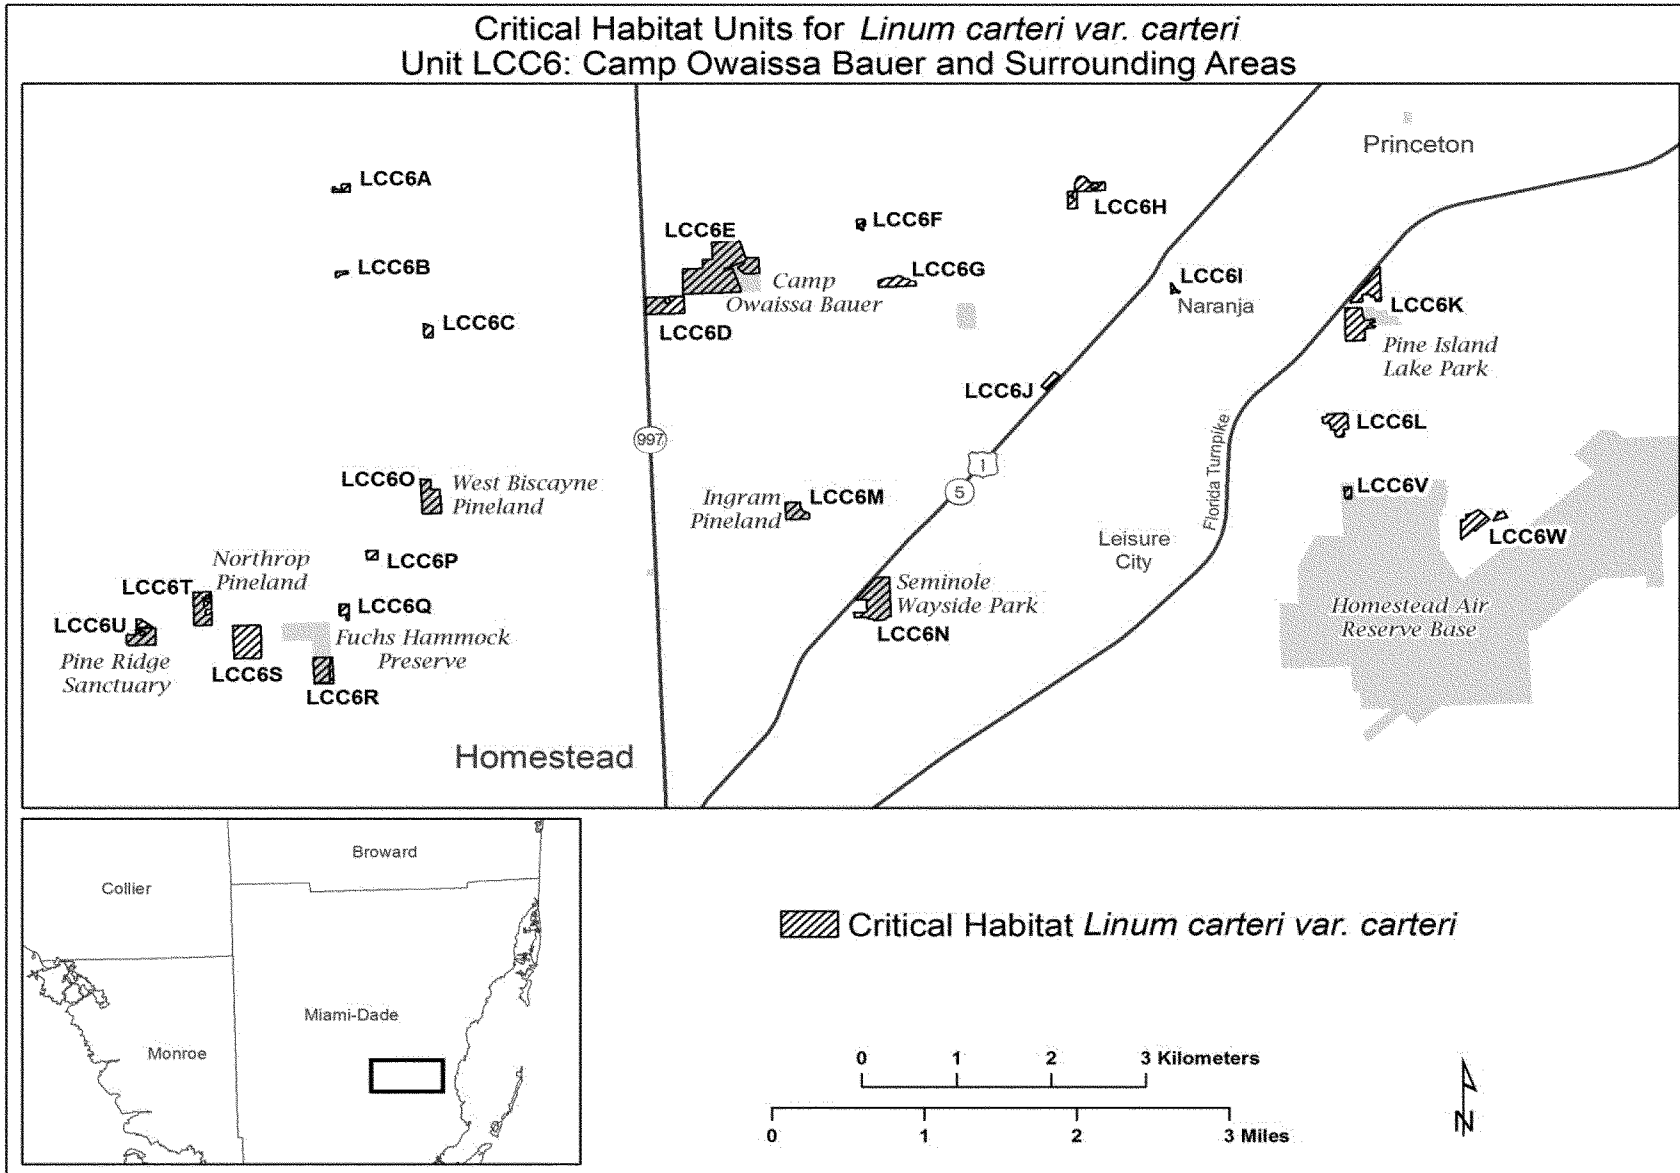 Critical Habitat Units for Linum carteri var. carteri
Unit LCC6: Camp Owaissa Bauer and Surrounding Areas
Princeton
LCC6A
LCC6H
LCC6F
LCC6E
LCC6B
LCC6G
LCC6I
Camp
Owaissa Bauer
Naranja
LCC6K
LCC6C
LCC6D
Pine Island
Lake Park
LCC6J
LCC6L
997
1
5
Florida Turnpike
LCC6O
West Biscayne
Pineland
Ingram
Pineland
LCC6M
LCC6V
LCC6W
Leisure
City
LCC6P
Northrop
Pineland
LCC6T
Seminole
Wayside Park
LCC6N
LCC6Q
Homestead Air
Reserve Base
LCC6U
Fuchs Hammock
Preserve
Pine Ridge
Sanctuary
LCC6S
LCC6R
Homestead
Broward
Collier
Miami-Dade
Monroe
Critical Habitat Linum carteri var. carteri
0 1 2 3 Kilometers
0 1 2 3 Miles
N